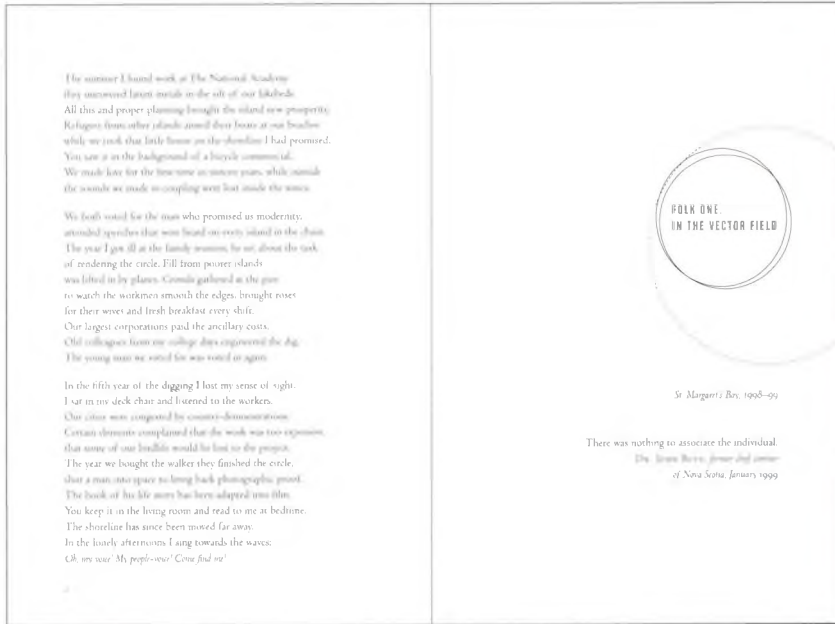 The summer I found work at The National Academy
they uncovered latent metals in the silt of our lakebeds.
All this and proper planning brought the island new prosperity.
Refugees from other islands aimed their boats at our beaches
while we took that little house on the shoreline I had promised.
You saw it in the background of a bicycle commercial.
We made love for the first time in sixteen years, while outside
the sounds we made in coupling were lost inside the waves.
We both voted for the man who promised us modernity,
attended speeches that were heard on every island in the chain.
The year I got ill at the family reunion, he set about the task
of rendering the circle. Fill from poorer islands
was lifted in by planes. Crowds gathered at the pier
to watch the workmen smooth the edges, brought roses
for their wives and fresh breakfast every shift.
Our largest corporations paid the ancillary costs.
Old colleagues from my college days engineered the dig.
The young man we voted for was voted in again.
In the fifth year of the digging I lost my sense of sight.
I sat in my deck chair and listened to the workers.
Our cities were congested by country-demonstrations.
Certain elements complained that the work was too expensive,
that some of our birdlife would be lost to the project.
The year we bought the walker they finished the circle,
shot a man into space to bring back photographic proof.
The book of his life story has been adapted into film.
You keep it in the living room and read to me at bedtime.
The shoreline has since been moved far away.
In the lonely afternoons I sing towards the waves:
Oh, my your! My people-your! Come find me!
FOLK ONE.
IN THE VECTOR FIELD
St. Margaret's Bay, 1998–99
There was nothing to associate the individual.
Dr. John Butt, former chief
of Nova Scotia, January 1999